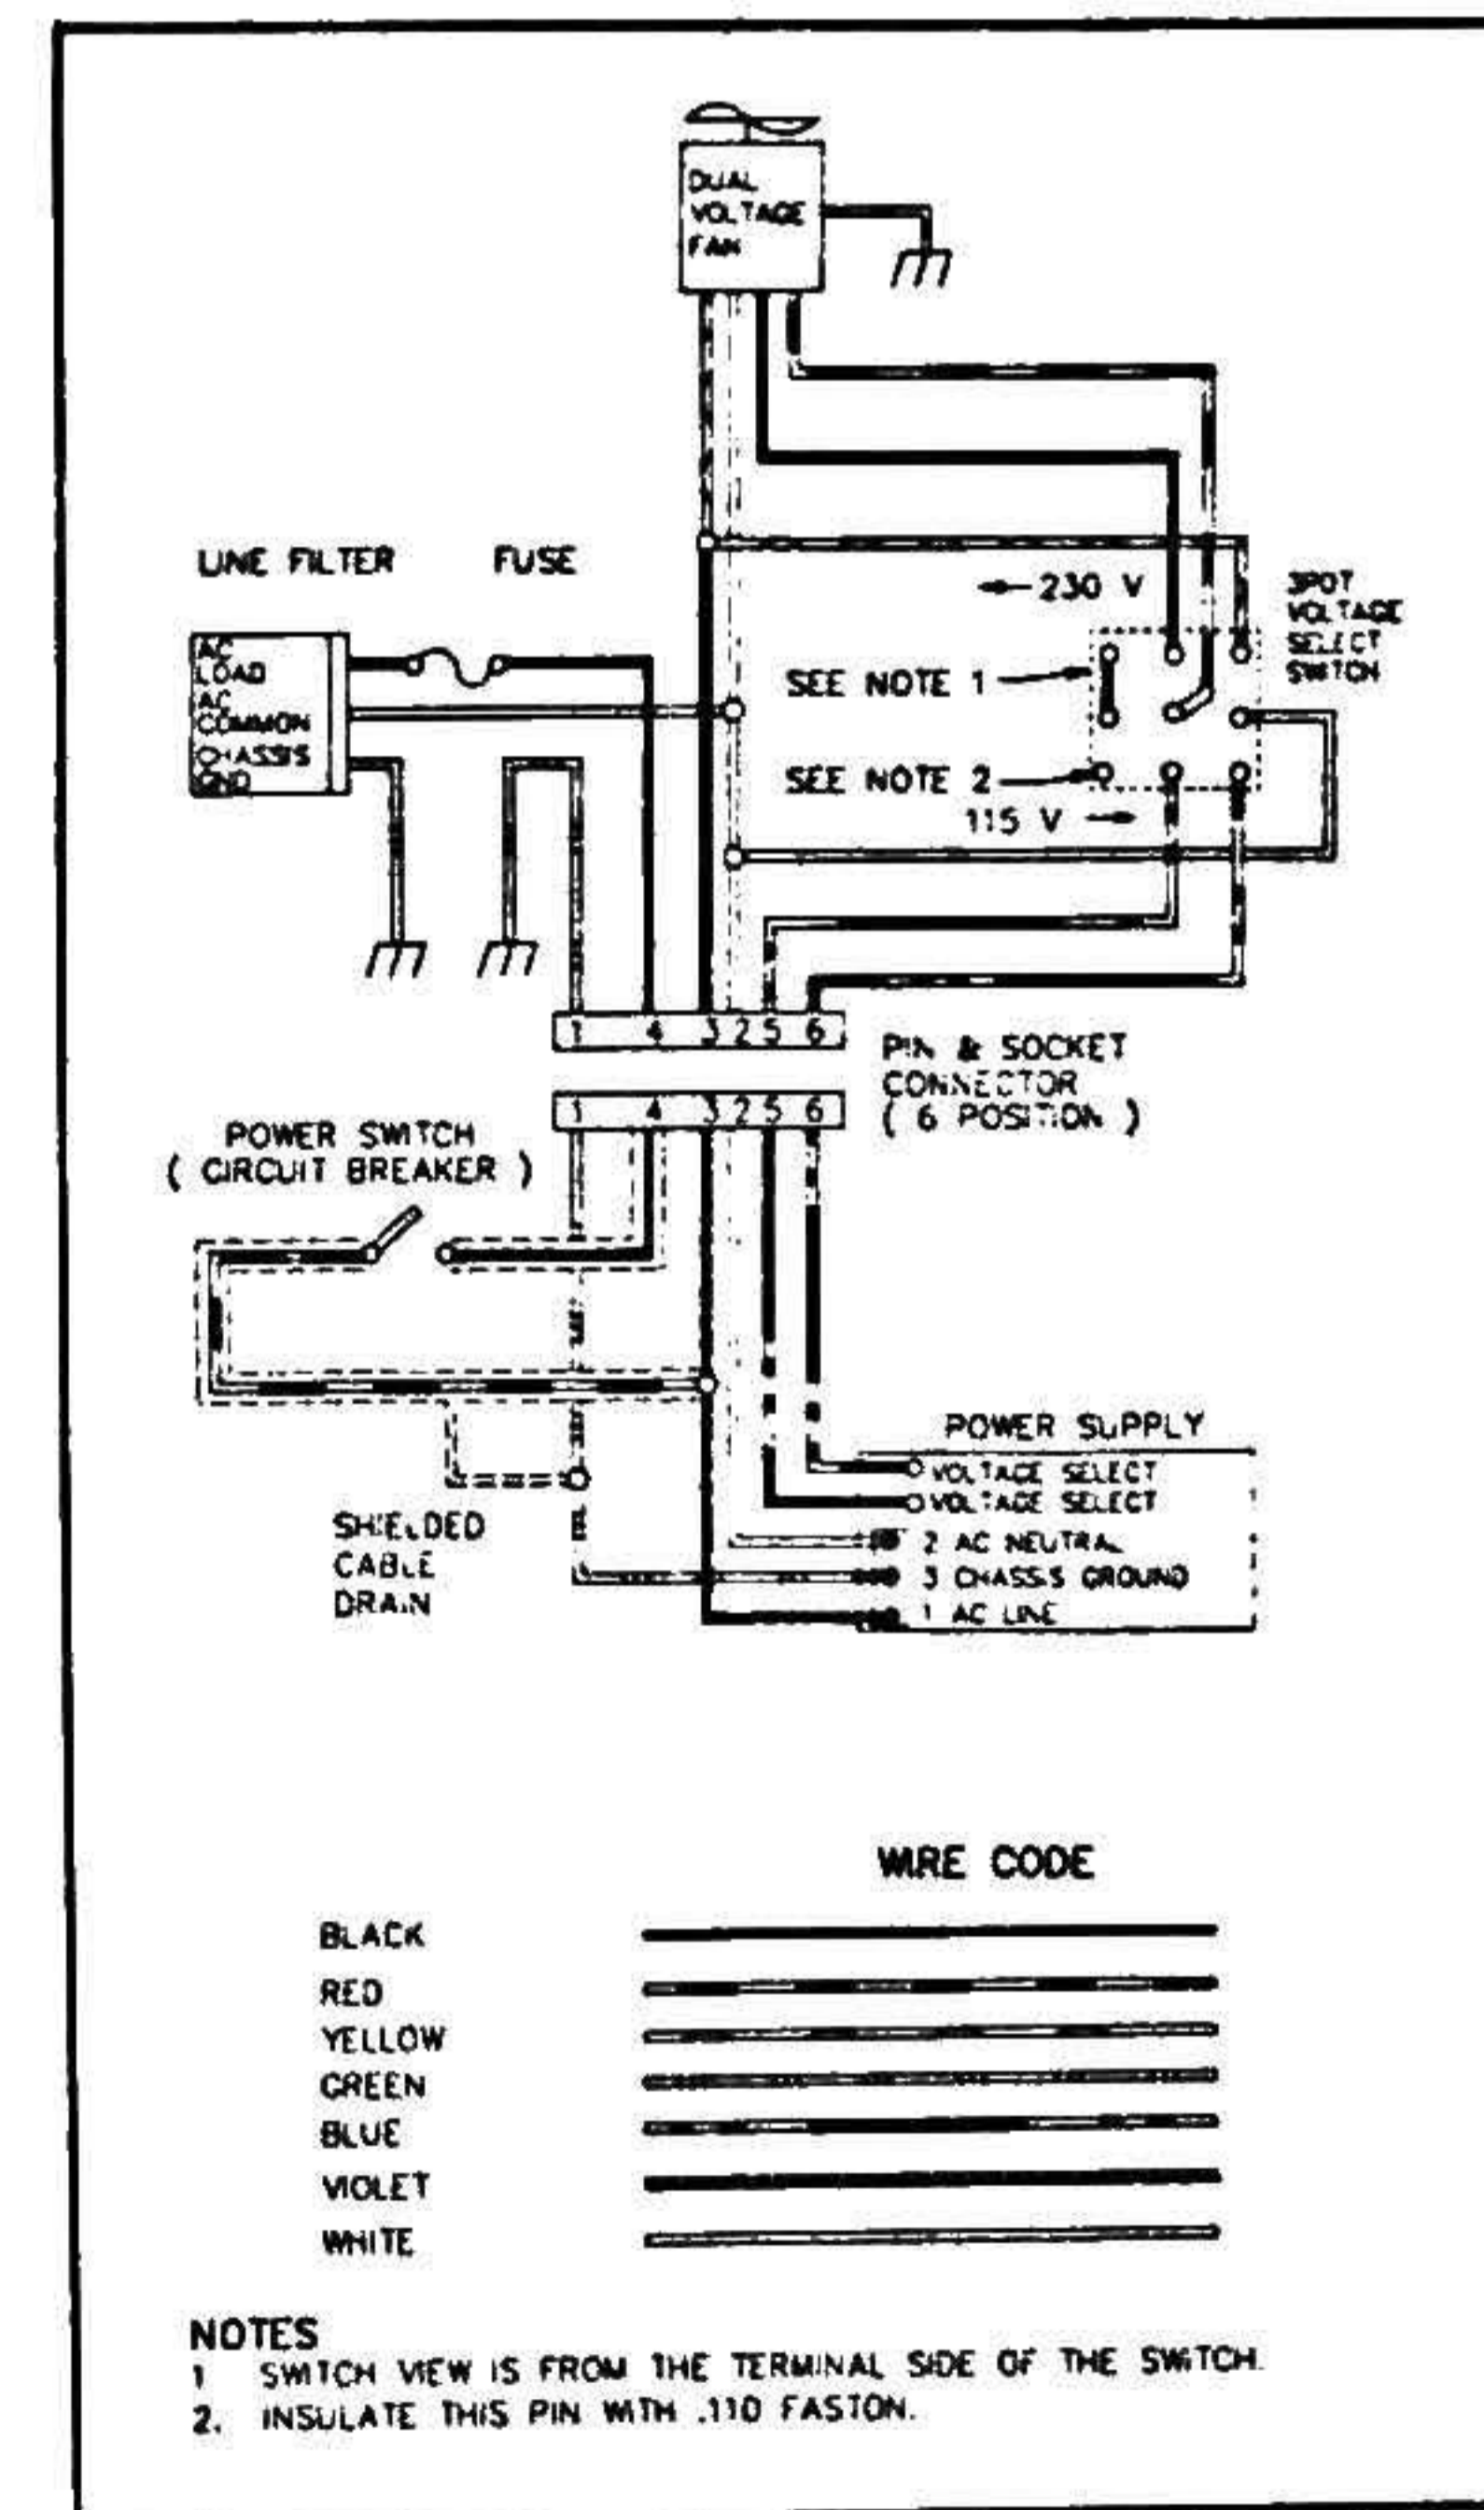 DUAL
VOLTAGE
FAN
LINE FILTER
FUSE
230 V
3PDT
VOLTAGE
SELECT
SWITCH
AC
LOAD
AC
COMMON
CHASSIS
GND
SEE NOTE 1
SEE NOTE 2
115 V
1 4 3 2 5 6
PIN & SOCKET
CONNECTOR
( 6 POSITION )
1 4 3 2 5 6
POWER SWITCH
( CIRCUIT BREAKER )
POWER SUPPLY
VOLTAGE SELECT
VOLTAGE SELECT
2 AC NEUTRAL
3 CHASSIS GROUND
1 AC LINE
SHIELDED
CABLE
DRAIN
WIRE CODE
BLACK
RED
YELLOW
GREEN
BLUE
VIOLET
WHITE
NOTES
1 SWITCH VIEW IS FROM THE TERMINAL SIDE OF THE SWITCH.
2. INSULATE THIS PIN WITH .110 FASTON.